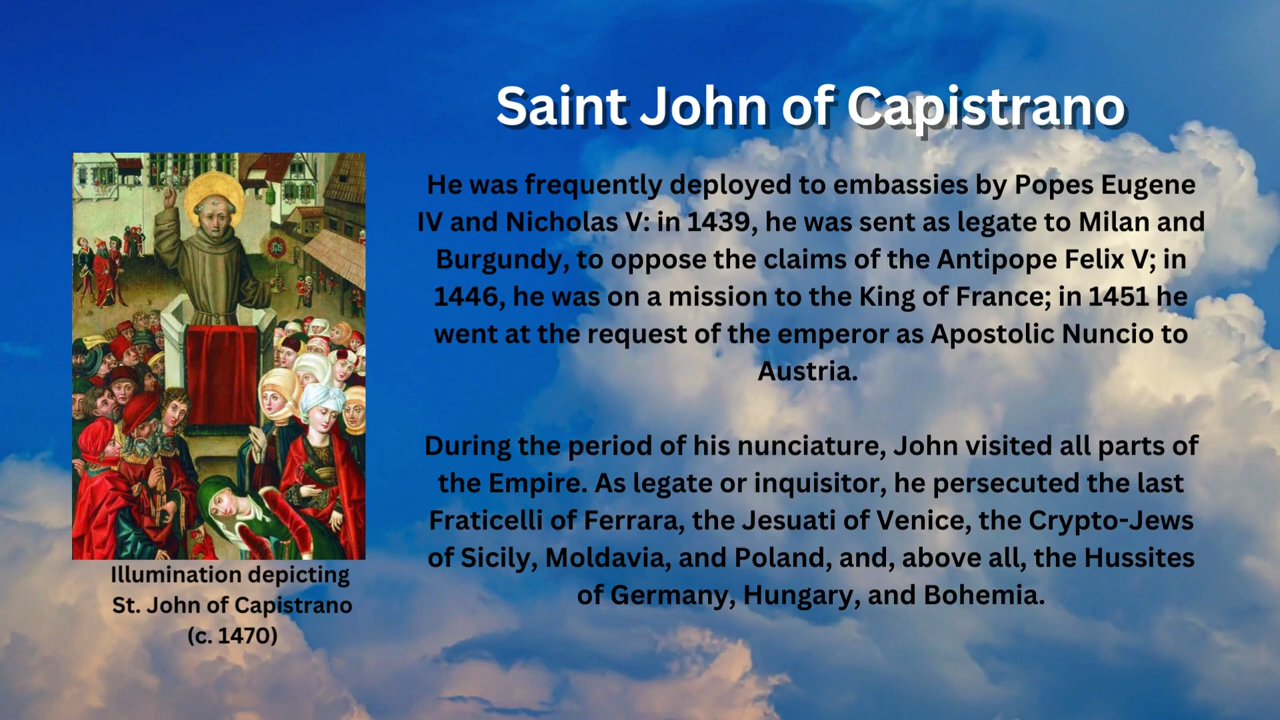 Saint John of Capistrano
He was frequently deployed to embassies by Popes Eugene
IV and Nicholas V: in 1439, he was sent as legate to Milan and
Burgundy, to oppose the claims of the Antipope Felix V; in
1446, he was on a mission to the King of France; in 1451 he
went at the request of the emperor as Apostolic Nuncio to
Austria.
During the period of his nunciature, John visited all parts of
the Empire. As legate or inquisitor, he persecuted the last
Fraticelli of Ferrara, the Jesuati of Venice, the Crypto-Jews
of Sicily, Moldavia, and Poland, and, above all, the Hussites
of Germany, Hungary, and Bohemia.
Illumination depicting
St. John of Capistrano
(c. 1470)